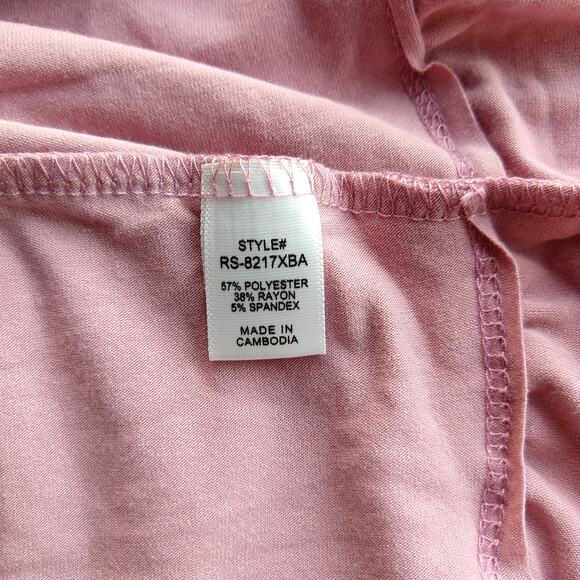 STYLE#
RS-8217XBA
57% POLYESTER
38% RAYON
5% SPANDEX
MADE IN
CAMBODIA